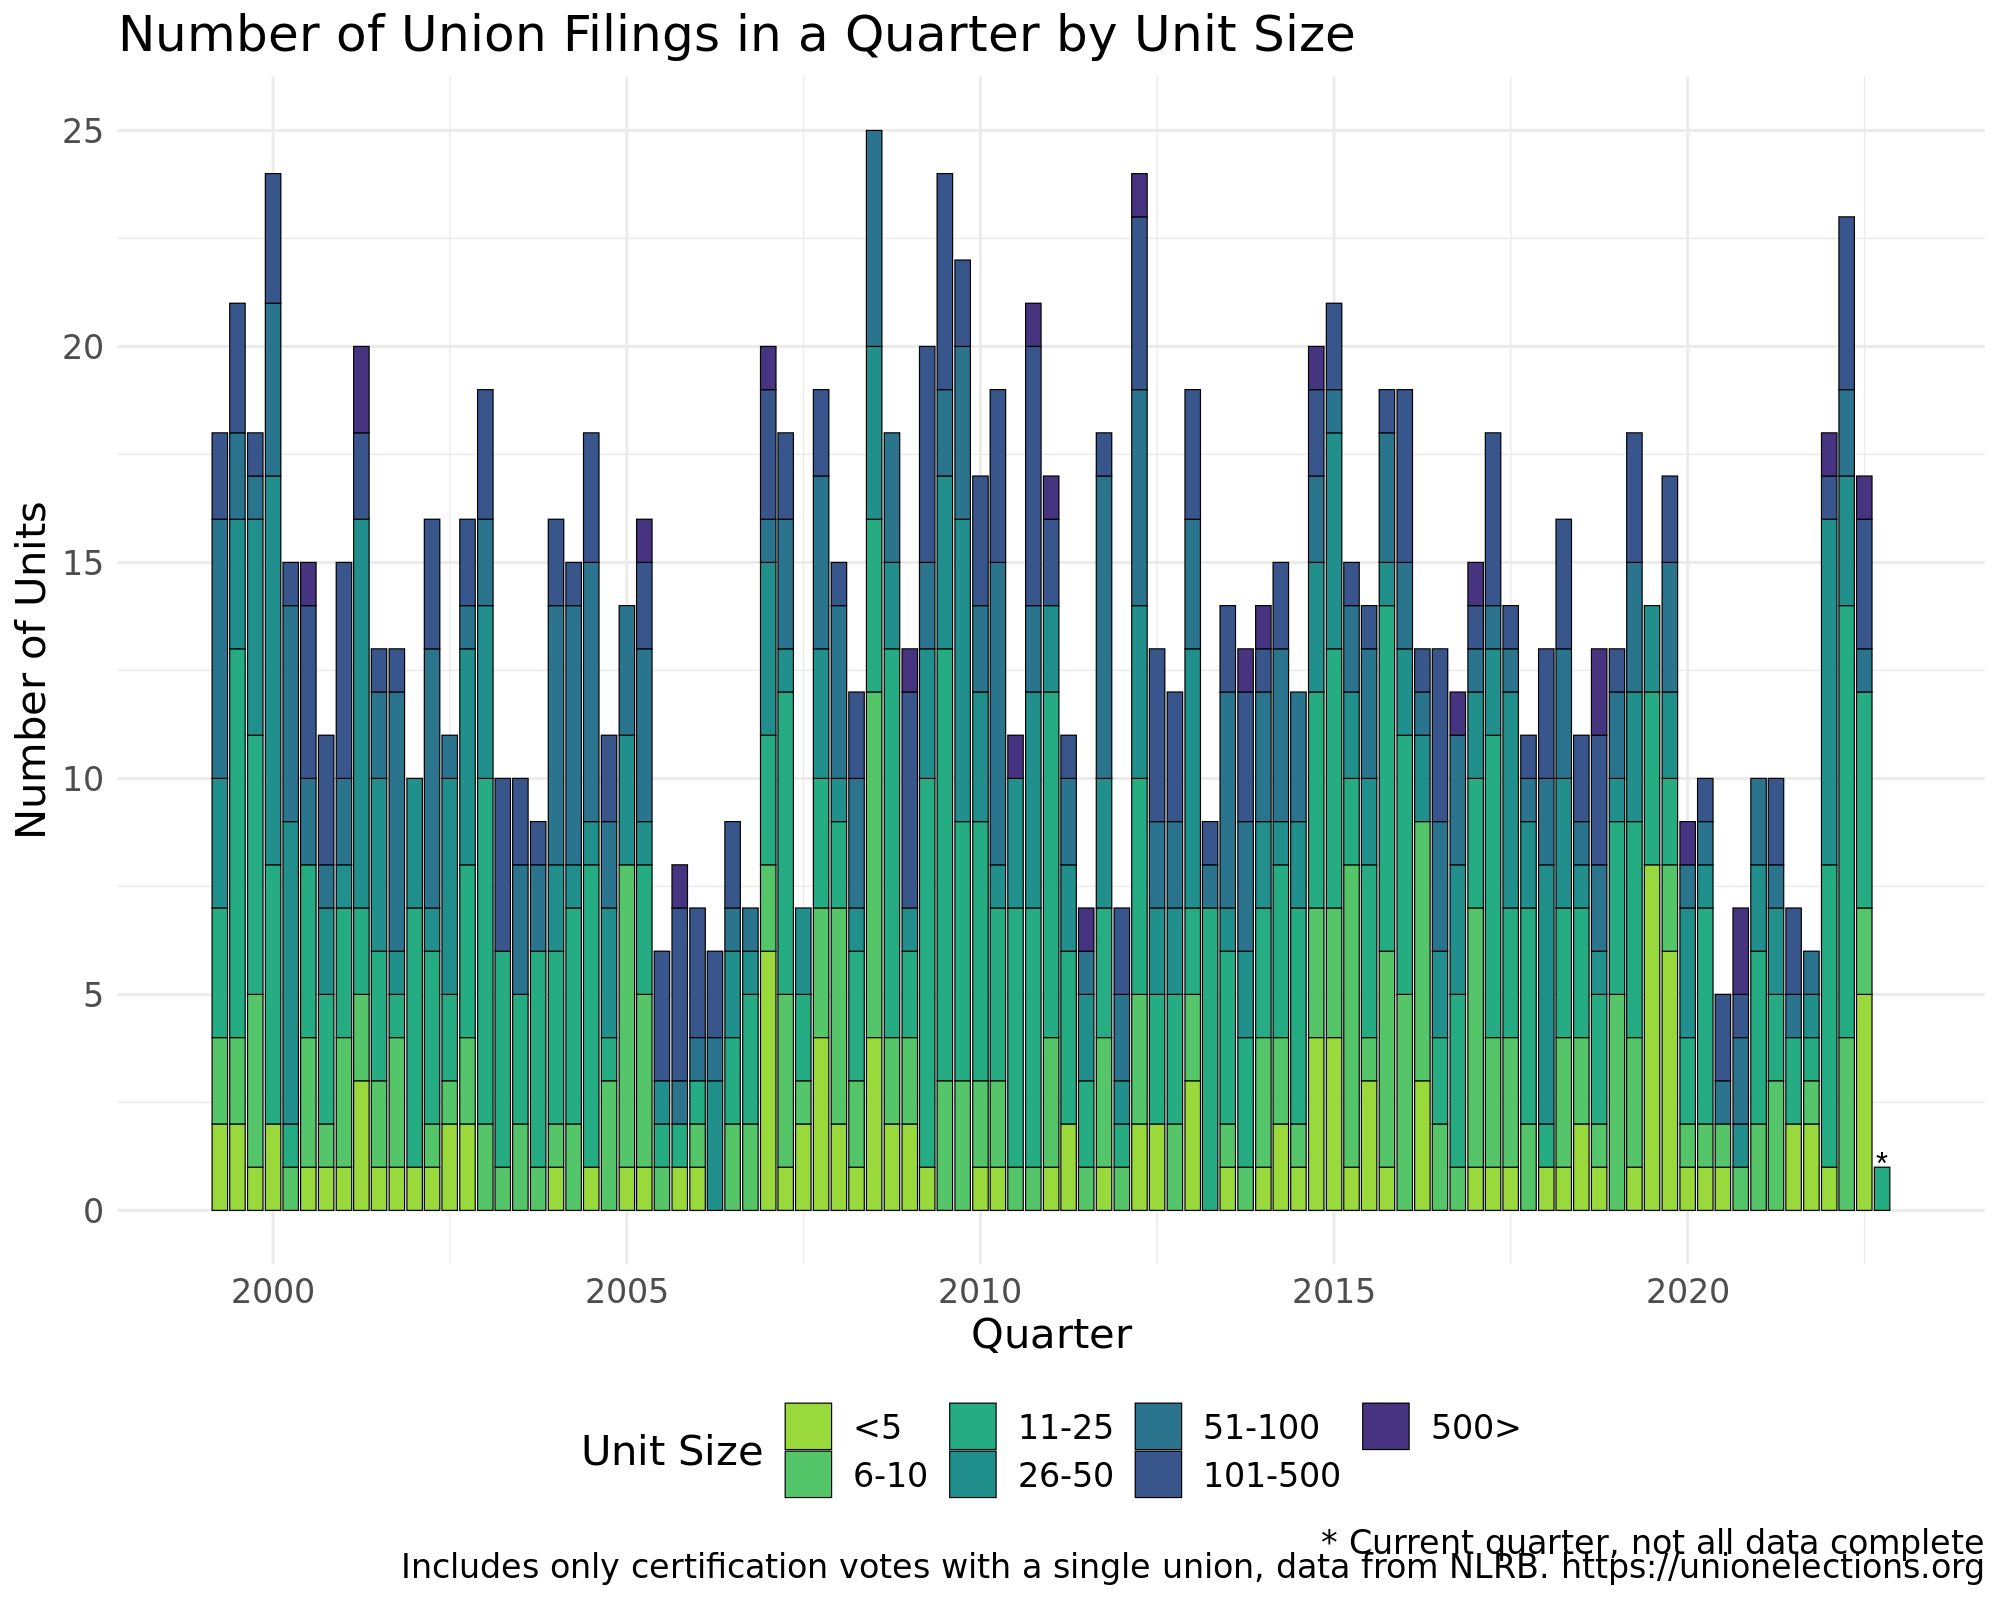 Number of Union Filings in a Quarter by Unit Size
25
20
15
10
5
0
Number of Units
*
2000 2005 2010 2015 2020
Quarter
Unit Size
<5 11-25 51-100 500>
6-10 26-50 101-500
* Current quarter, not all data complete
Includes only certification votes with a single union, data from NLRB. https://unionelections.org